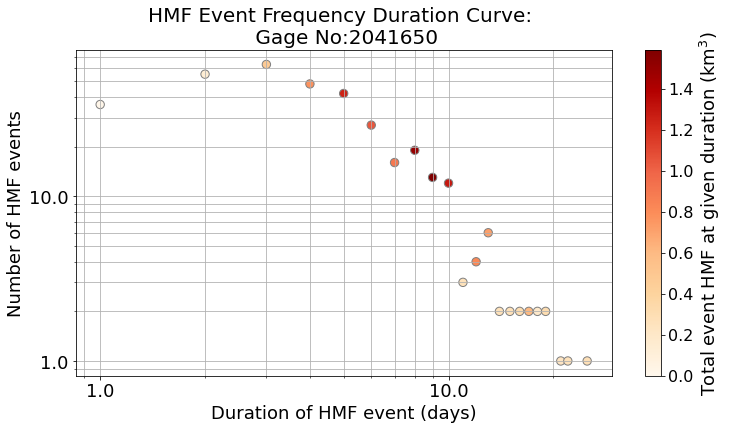 HMF Event Frequency Duration Curve:
Gage No:2041650
Number of HMF events
10.0
1.0
1.0
10.0
Duration of HMF event (days)
1.4
1.2
1.0
0.8
0.6
0.4
0.2
0.0
Total event HMF at given duration (km³)